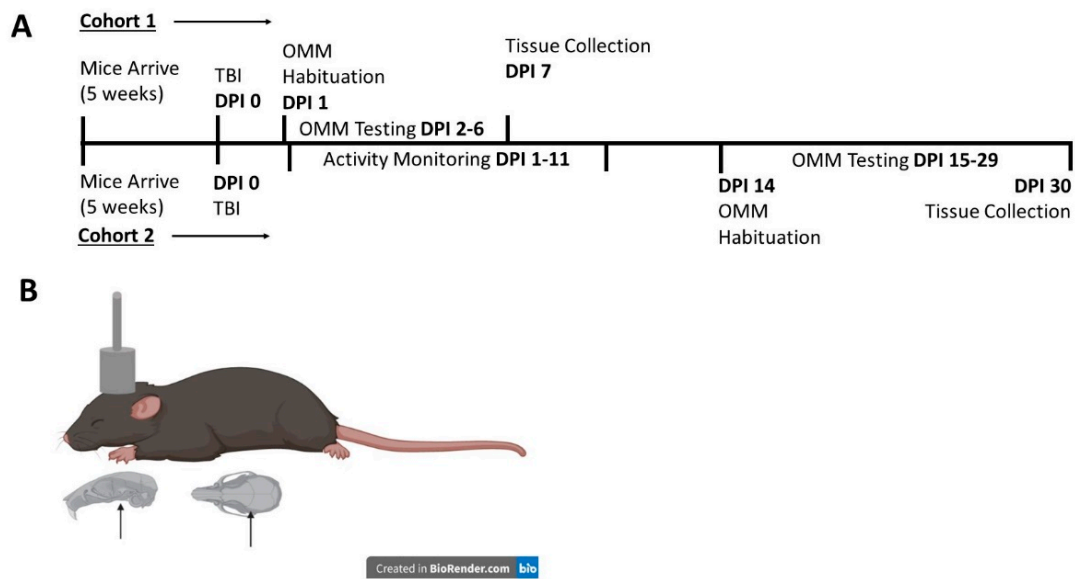 A
Cohort 1
Mice Arrive
(5 weeks)
TBI
DPI 0
OMM
Habituation
DPI 1
Tissue Collection
DPI 7
OMM Testing DPI 2-6
Activity Monitoring DPI 1-11
OMM Testing DPI 15-29
Mice Arrive
(5 weeks)
DPI 0
TBI
DPI 14
OMM
Habituation
DPI 30
Tissue Collection
Cohort 2
B
Created in BioRender.com bio